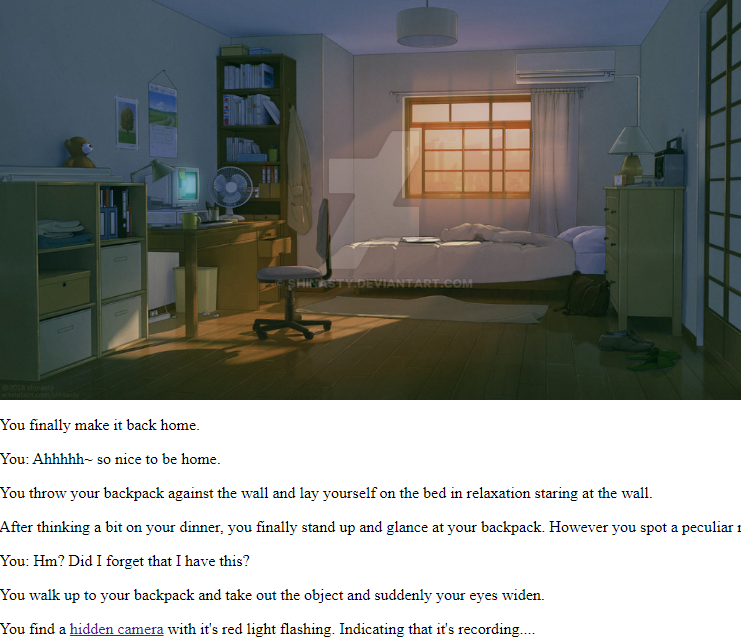 SHINASTY.DEVIANTART.COM
You finally make it back home.
You: Ahhhhh~ so nice to be home.
You throw your backpack against the wall and lay yourself on the bed in relaxation staring at the wall.
After thinking a bit on your dinner, you finally stand up and glance at your backpack. However you spot a peculiar
You: Hm? Did I forget that I have this?
You walk up to your backpack and take out the object and suddenly your eyes widen.
You find a hidden camera with it's red light flashing. Indicating that it's recording....